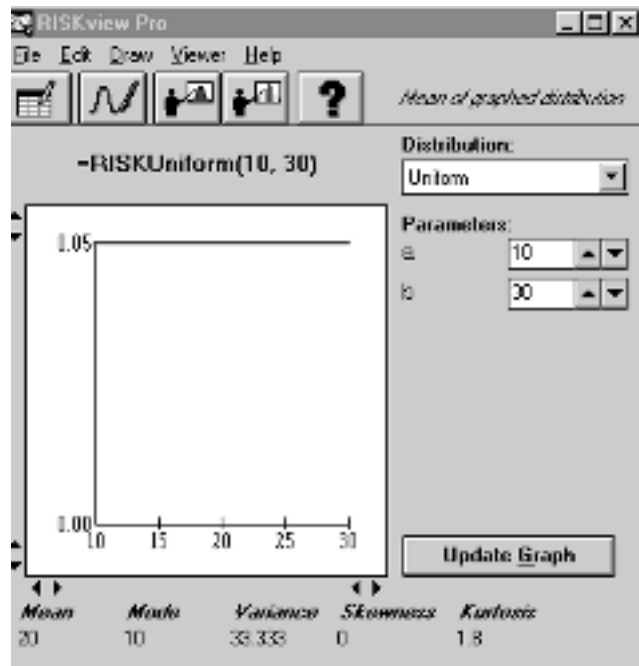 RISKview Pro
File Edit Draw Viewer Help
Mean of graphed distribution
=RISKUniform(10, 30)
Distribution:
Uniform
Parameters:
a 10
b 30
0.05
0.00
10 15 20 25 30
Update Graph
Mean Mode Variance Skewness Kurtosis
20 10 33.333 0 1.8